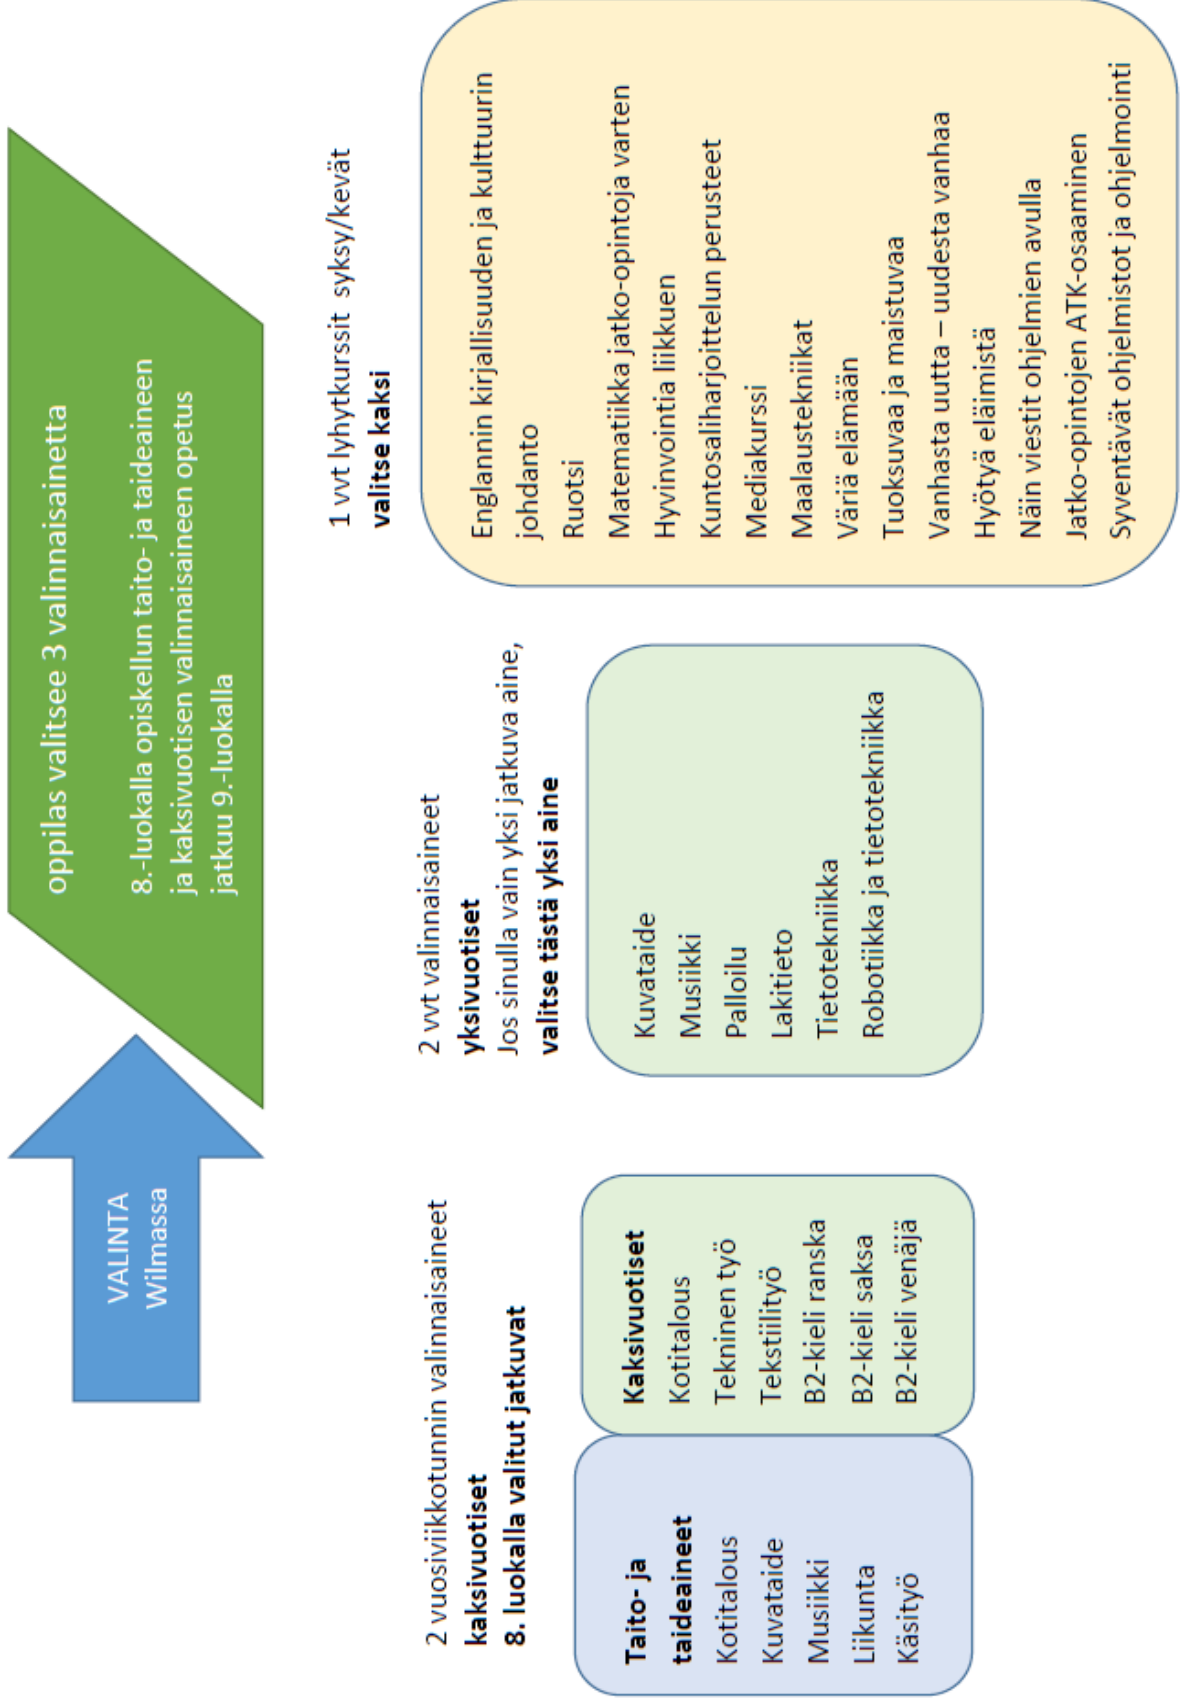 VALINTA
Wilmassa
oppilas valitsee 3 valinnaisainetta
8.-luokalla opiskellun taito- ja taideaineen
ja kaksivuotisen valinnaisaineen opetus
jatkuu 9.-luokalla
2 vuosiviikkotunnin valinnaisaineet
kaksivuotiset
8. luokalla valitut jatkuvat
Taito- ja
taideaineet
Kotitalous
Kuvataide
Musiikki
Liikunta
Käsityö
Kaksivuotiset
Kotitalous
Tekninen työ
Tekstiilityö
B2-kieli ranska
B2-kieli saksa
B2-kieli venäjä
2 vvt valinnaisaineet
yksivuotiset
Jos sinulla vain yksi jatkuva aine,
valitse tästä yksi aine
Kuvataide
Musiikki
Palloilu
Lakitieto
Tietotekniikka
Robotiikka ja tietotekniikka
1 vvt lyhytkurssit syksy/kevät
valitse kaksi
Englannin kirjallisuuden ja kulttuurin
johdanto
Ruotsi
Matematiikka jatko-opintoja varten
Hyvinvointia liikkuen
Kuntosaliharjoittelun perusteet
Mediakurssi
Maalaustekniikat
Väriä elämään
Tuoksuvaa ja maistuvaa
Vanhasta uutta – uudesta vanhaa
Hyötyä eläimistä
Näin viestit ohjelmien avulla
Jatko-opintojen ATK-osaaminen
Syventävät ohjelmistot ja ohjelmointi